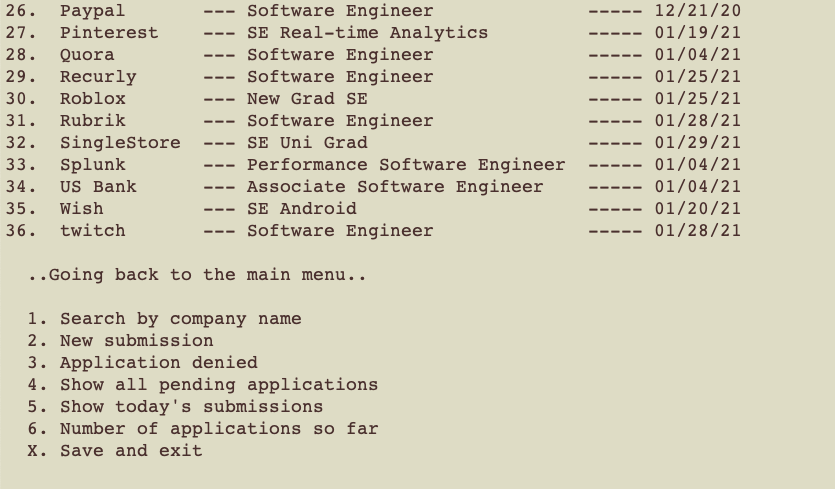 26. Paypal --- Software Engineer ----- 12/21/20
27. Pinterest --- SE Real-time Analytics ----- 01/19/21
28. Quora --- Software Engineer ----- 01/04/21
29. Recurly --- Software Engineer ----- 01/25/21
30. Roblox --- New Grad SE ----- 01/25/21
31. Rubrik --- Software Engineer ----- 01/28/21
32. SingleStore --- SE Uni Grad ----- 01/29/21
33. Splunk --- Performance Software Engineer ----- 01/04/21
34. US Bank --- Associate Software Engineer ----- 01/04/21
35. Wish --- SE Android ----- 01/20/21
36. twitch --- Software Engineer ----- 01/28/21
..Going back to the main menu..
1. Search by company name
2. New submission
3. Application denied
4. Show all pending applications
5. Show today's submissions
6. Number of applications so far
X. Save and exit